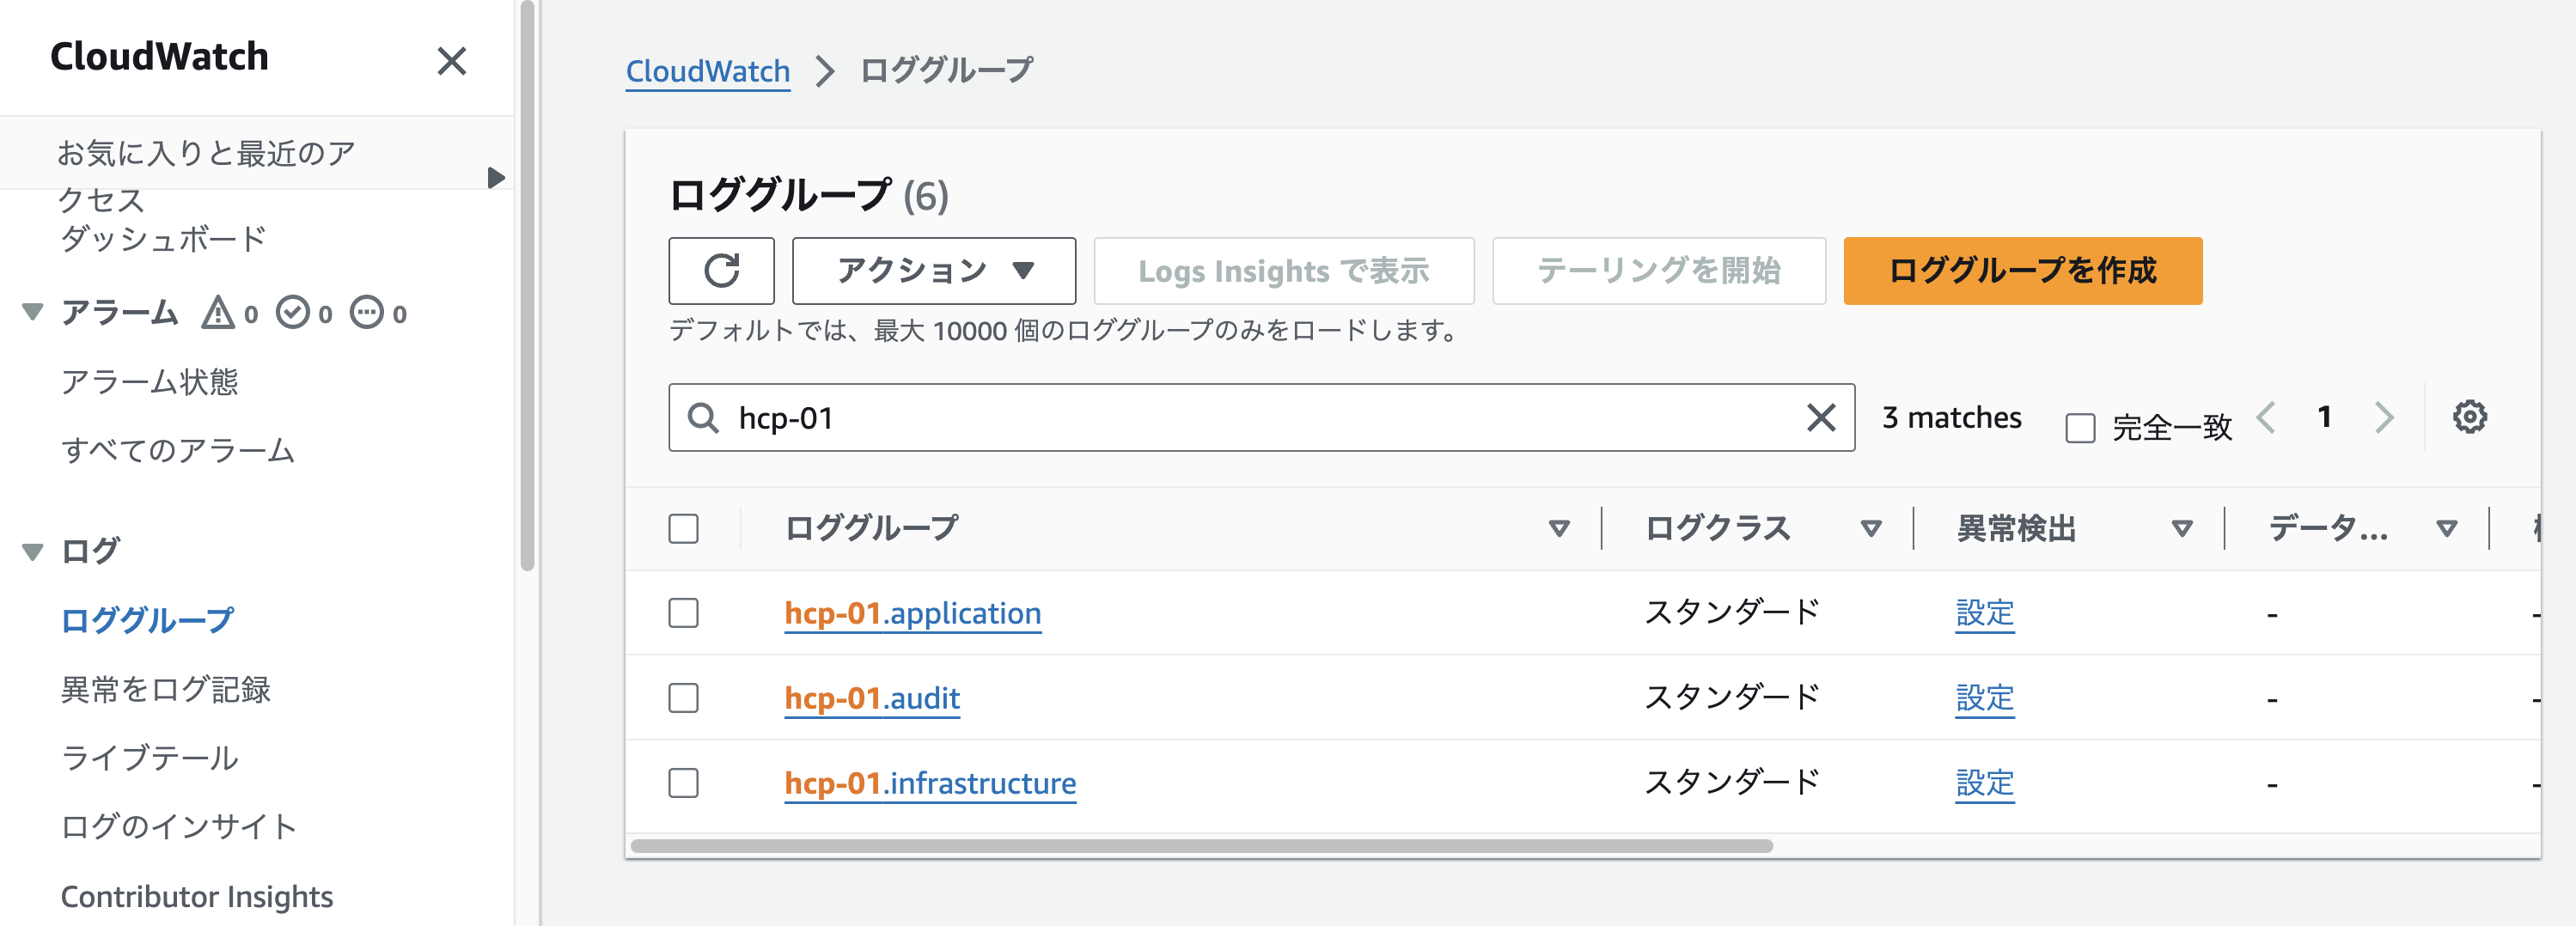 CloudWatch
お気に入りと最近のア
クセス
ダッシュボード
アラーム 0 0 0
アラーム状態
すべてのアラーム
ログ
ロググループ
異常をログ記録
ライブテール
ログのインサイト
Contributor Insights
CloudWatch > ロググループ
ロググループ (6)
アクション Logs Insights で表示 テーリングを開始 ロググループを作成
デフォルトでは、最大 10000 個のロググループのみをロードします。
hcp-01 3 matches 完全一致 1
ロググループ ログクラス 異常検出 データ...
hcp-01.application スタンダード 設定 - -
hcp-01.audit スタンダード 設定 - -
hcp-01.infrastructure スタンダード 設定 - -